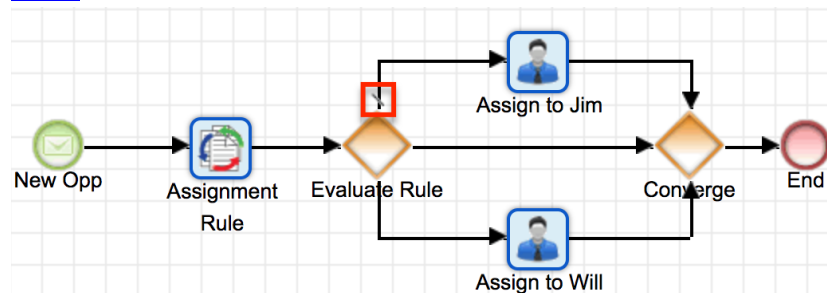 Assign to Jim
New Opp
Assignment
Rule
Evaluate Rule
Converge
End
Assign to Will